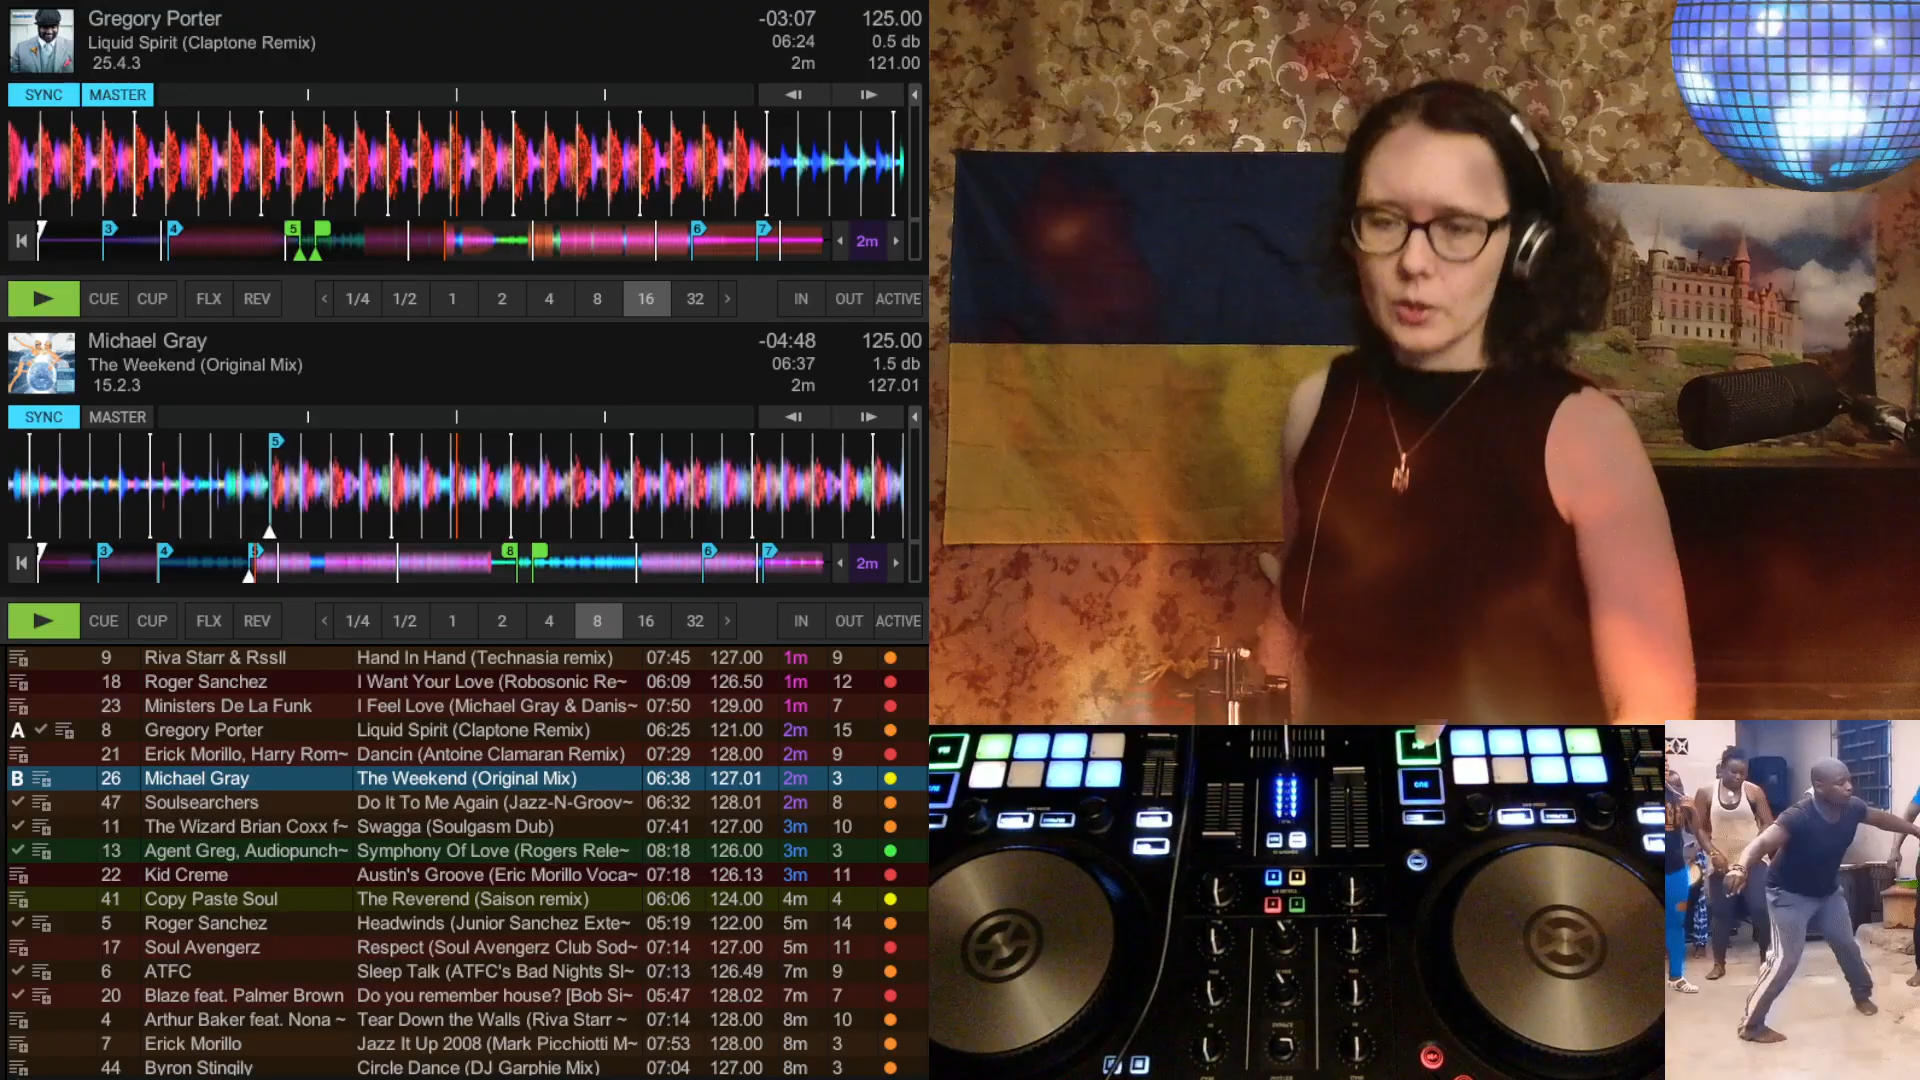 Gregory Porter -03:07 125.00
Liquid Spirit (Claptone Remix) 06:24 0.5 db
25.4.3 2m 121.00
SYNC MASTER
3 4 5 6 7 2m
CUE CUP FLX REV 1/4 1/2 1 2 4 8 16 32 IN OUT ACTIVE
Michael Gray -04:48 125.00
The Weekend (Original Mix) 06:37 1.5 db
15.2.3 2m 127.01
SYNC MASTER
5
3 4 5 8 6 7 2m
CUE CUP FLX REV 1/4 1/2 1 2 4 8 16 32 IN OUT ACTIVE
9 Riva Starr & Rssll Hand In Hand (Technasia remix) 07:45 127.00 1m 9
18 Roger Sanchez I Want Your Love (Robosonic Re~ 06:09 126.50 1m 12
23 Ministers De La Funk I Feel Love (Michael Gray & Danis~ 07:50 129.00 1m 7
A 8 Gregory Porter Liquid Spirit (Claptone Remix) 06:25 121.00 2m 15
21 Erick Morillo, Harry Rom~ Dancin (Antoine Clamaran Remix) 07:29 128.00 2m 9
B 26 Michael Gray The Weekend (Original Mix) 06:38 127.01 2m 3
47 Soulsearchers Do It To Me Again (Jazz-N-Groov~ 06:32 128.01 2m 8
11 The Wizard Brian Coxx f~ Swagga (Soulgasm Dub) 07:41 127.00 3m 10
13 Agent Greg, Audiopunch~ Symphony Of Love (Rogers Rele~ 08:18 126.00 3m 3
22 Kid Creme Austin's Groove (Eric Morillo Voca~ 07:18 126.13 3m 11
41 Copy Paste Soul The Reverend (Saison remix) 06:06 124.00 4m 4
5 Roger Sanchez Headwinds (Junior Sanchez Exte~ 05:19 122.00 5m 14
17 Soul Avengerz Respect (Soul Avengerz Club Sod~ 07:14 127.00 5m 11
6 ATFC Sleep Talk (ATFC's Bad Nights Sl~ 07:13 126.49 7m 9
20 Blaze feat. Palmer Brown Do you remember house? [Bob Si~ 05:47 128.02 7m 7
4 Arthur Baker feat. Nona ~ Tear Down the Walls (Riva Starr ~ 07:14 128.00 8m 10
7 Erick Morillo Jazz It Up 2008 (Mark Picchiotti M~ 07:53 128.00 8m 3
44 Byron Stingily Circle Dance (DJ Garphie Mix) 07:04 127.00 8m 3